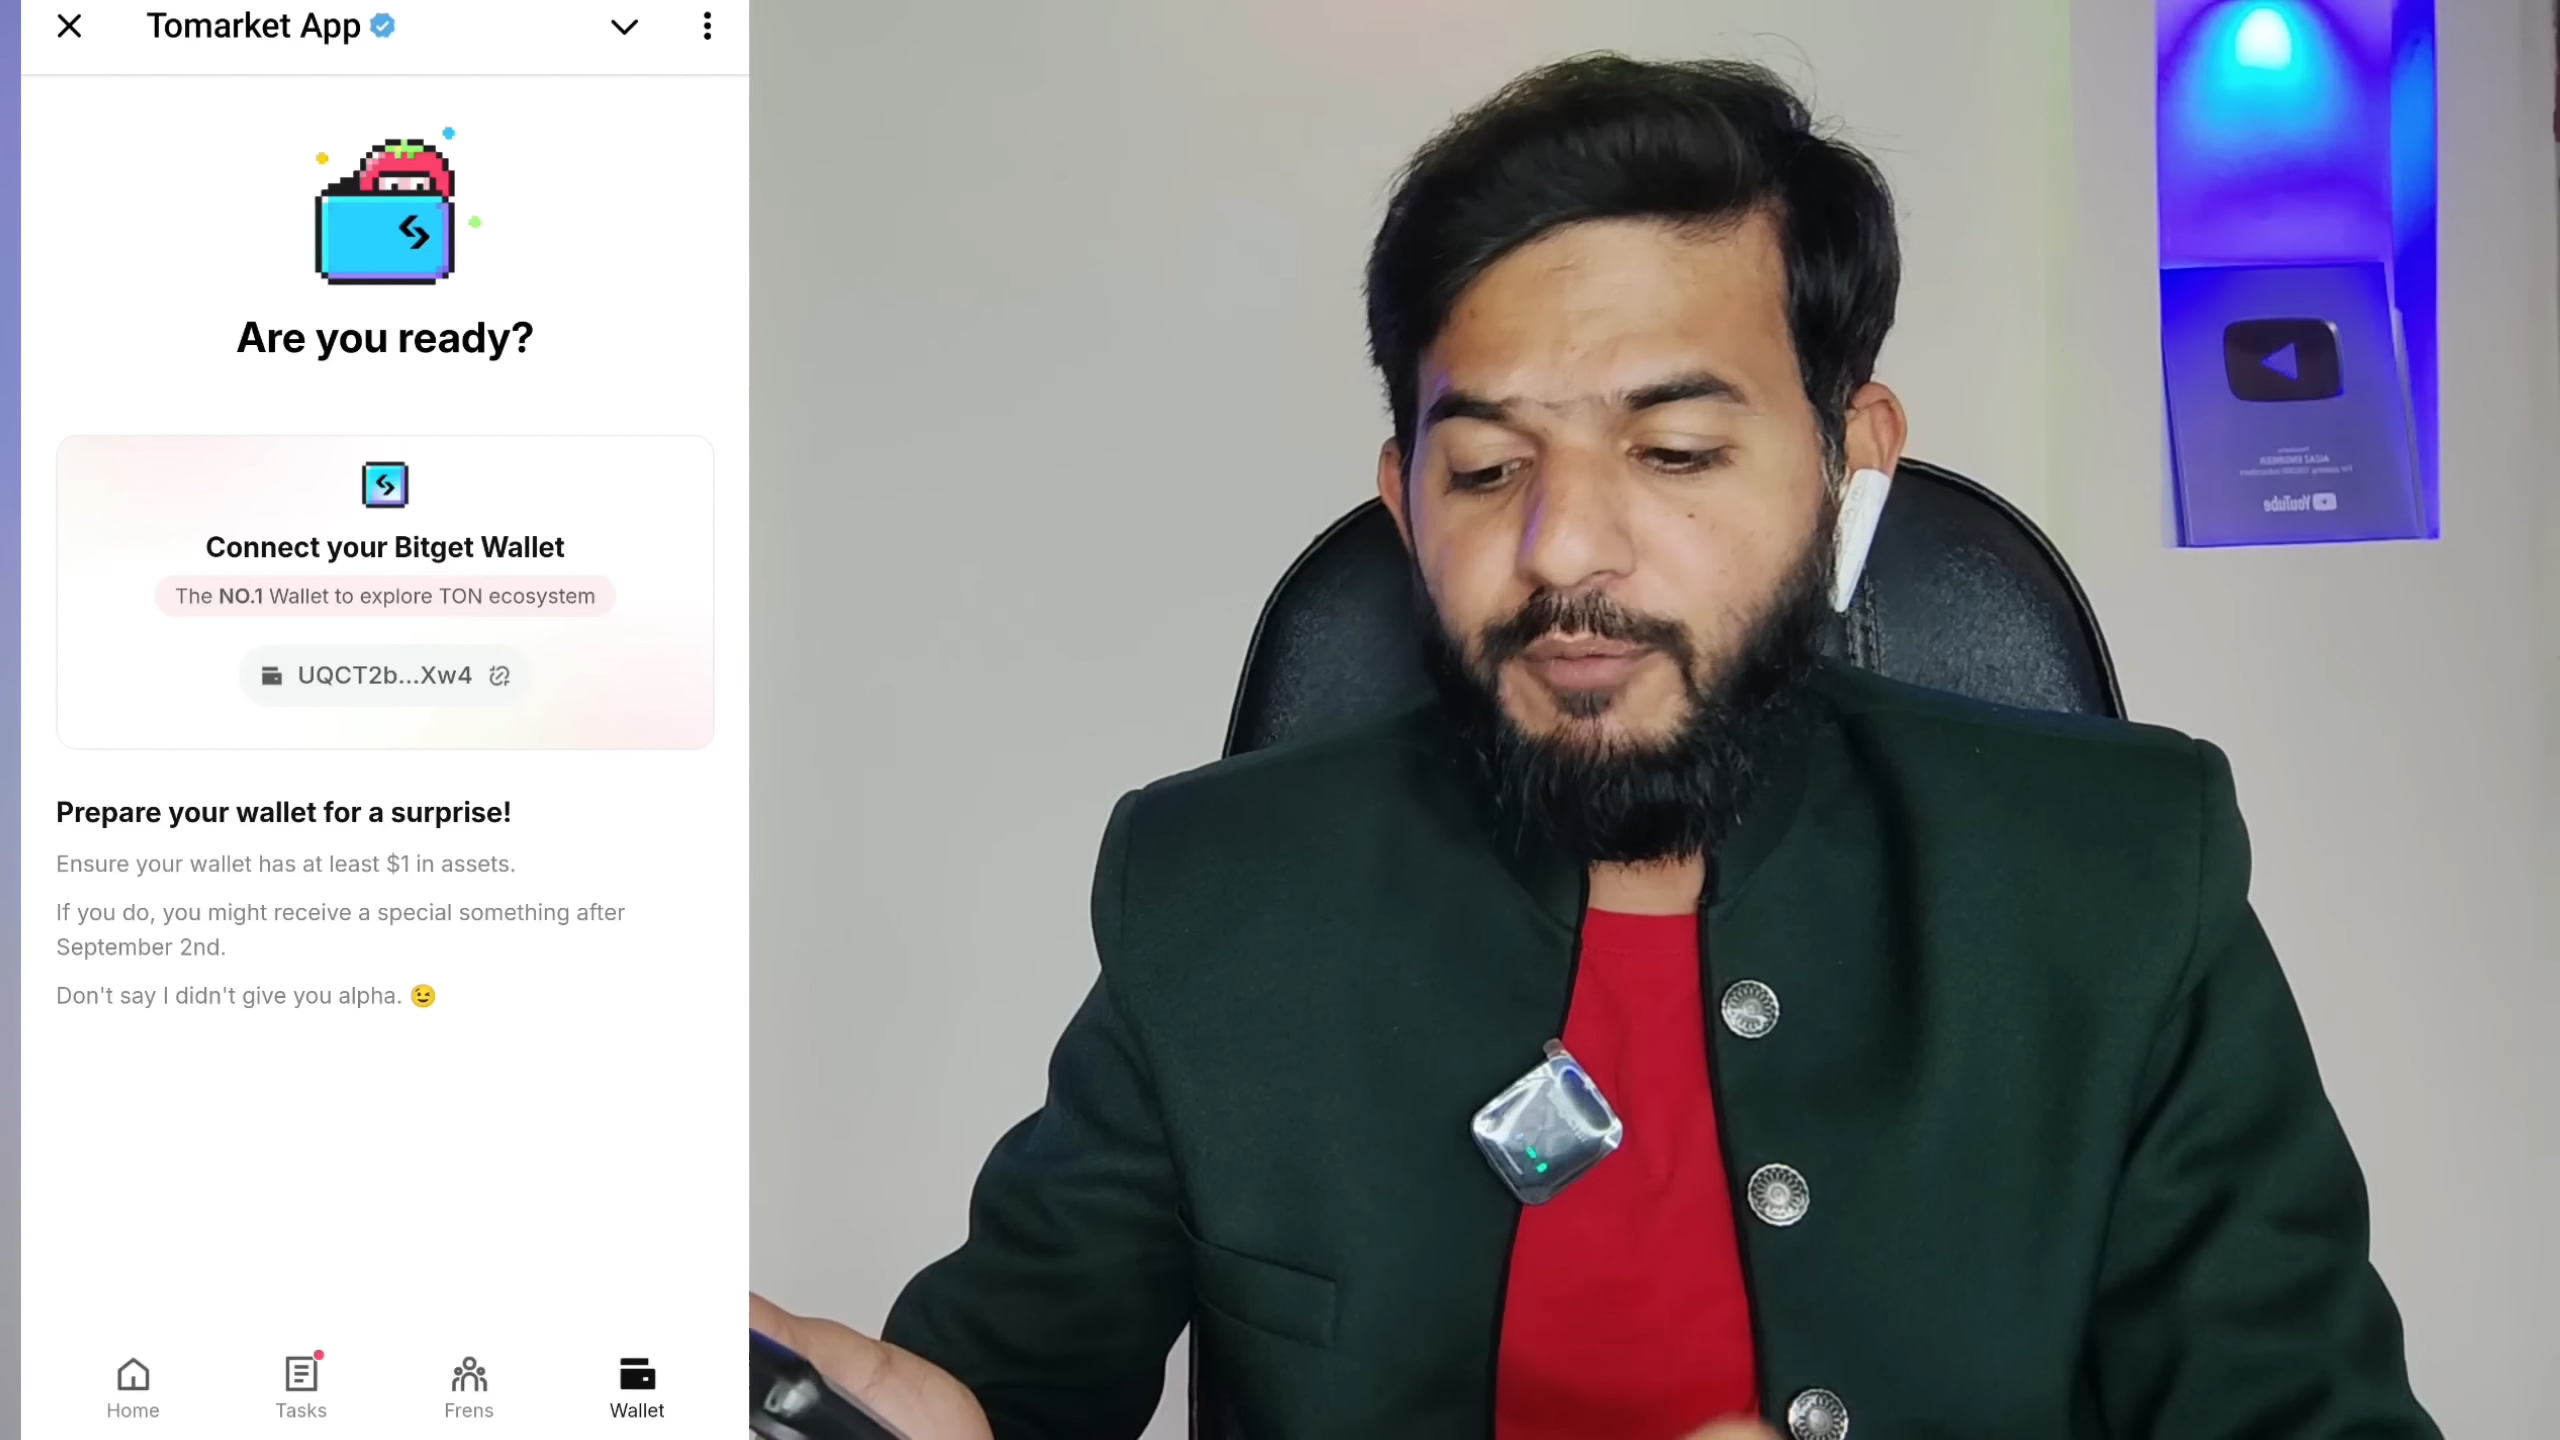 Tomarket App
Are you ready?
Connect your Bitget Wallet
The NO.1 Wallet to explore TON ecosystem
UQCT2b...Xw4
Prepare your wallet for a surprise!
Ensure your wallet has at least $1 in assets.
If you do, you might receive a special something after
September 2nd.
Don't say I didn't give you alpha. 😉
Home
Tasks
Frens
Wallet
AIZAZ ENGINEER
YouTube